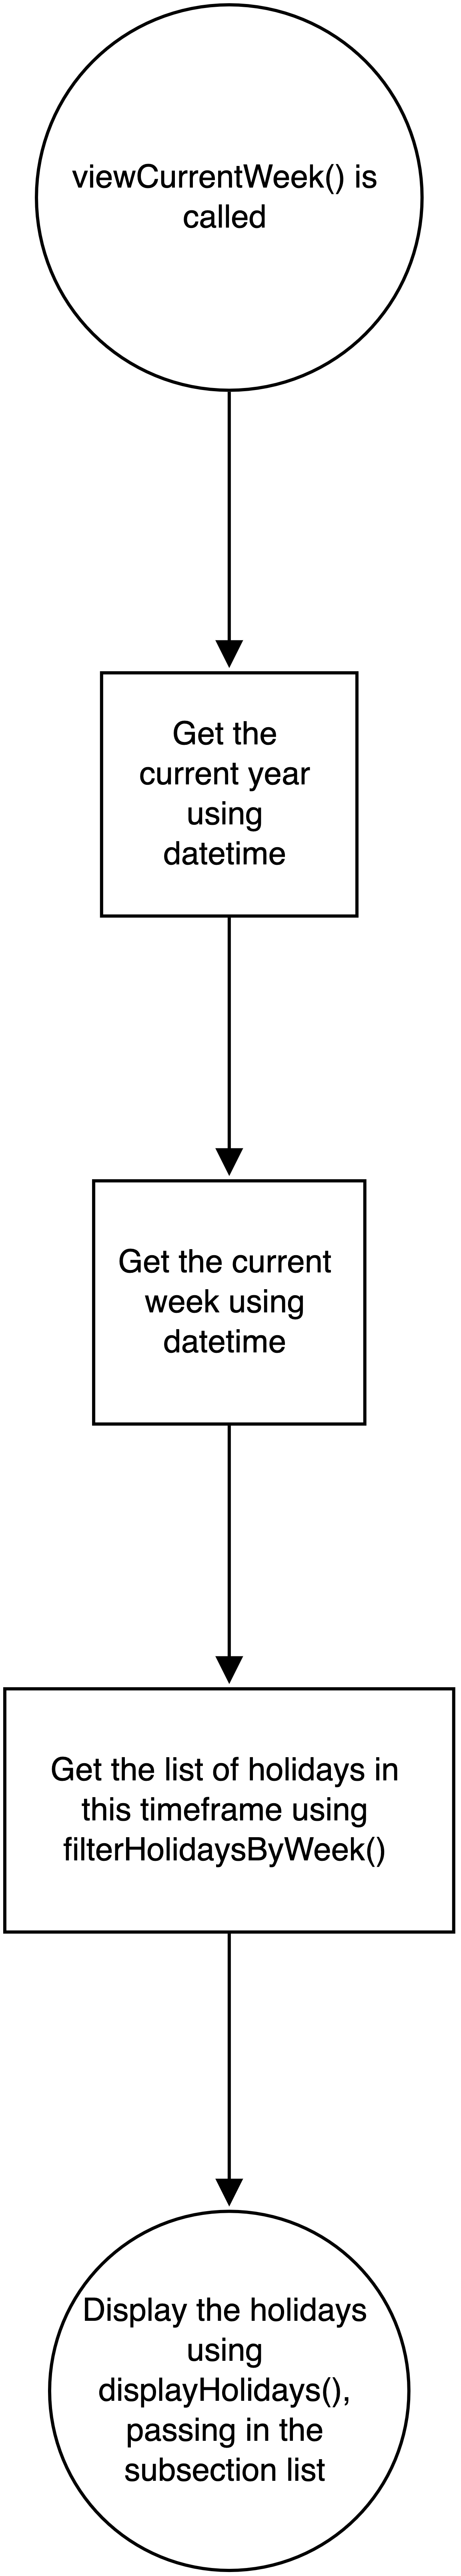 viewCurrentWeek() is
called
Get the
current year
using
datetime
Get the current
week using
datetime
Get the list of holidays in
this timeframe using
filterHolidaysByWeek()
Display the holidays
using
displayHolidays(),
passing in the
subsection list